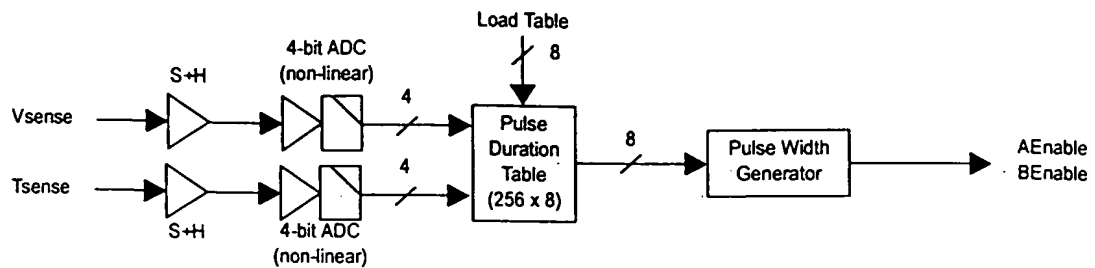 Load Table
8
4-bit ADC
(non-linear)
S+H
4
Vsense
Pulse
Duration
Table
(256 x 8)
8
Pulse Width
Generator
AEnable
BEnable
Tsense
4
S+H
4-bit ADC
(non-linear)